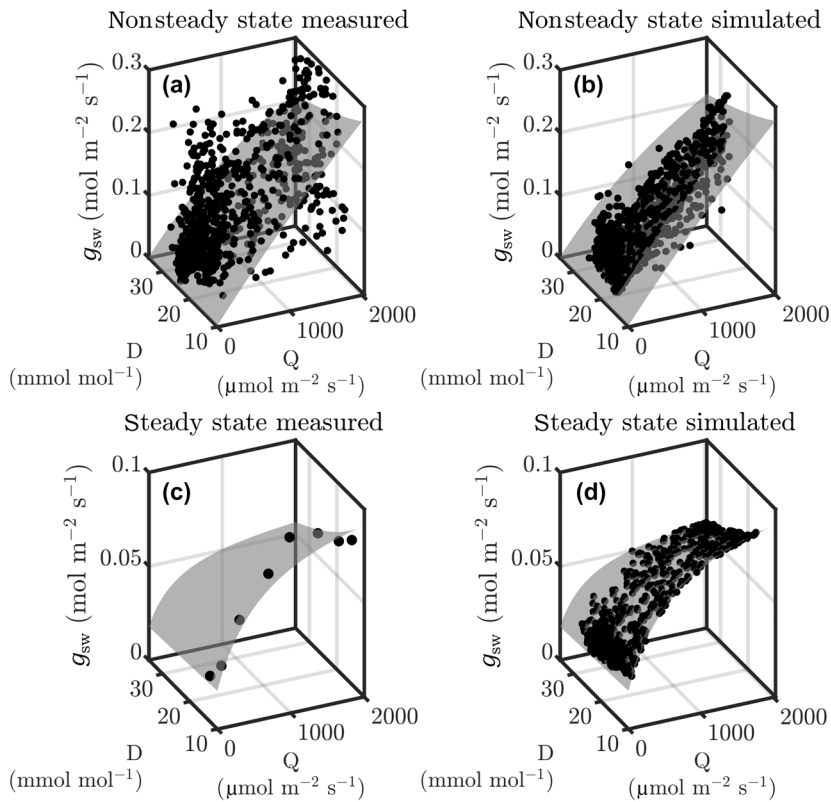 Nonsteady state measured
(a)
0.3
0.2
0.1
0
g_sw (mol m⁻² s⁻¹)
30
20
10
D
(mmol mol⁻¹)
0
1000
2000
Q
(µmol m⁻² s⁻¹)
Nonsteady state simulated
(b)
0.3
0.2
0.1
0
g_sw (mol m⁻² s⁻¹)
30
20
10
D
(mmol mol⁻¹)
0
1000
2000
Q
(µmol m⁻² s⁻¹)
Steady state measured
(c)
0.1
0.05
0
g_sw (mol m⁻² s⁻¹)
30
20
10
D
(mmol mol⁻¹)
0
1000
2000
Q
(µmol m⁻² s⁻¹)
Steady state simulated
(d)
0.1
0.05
0
g_sw (mol m⁻² s⁻¹)
30
20
10
D
(mmol mol⁻¹)
0
1000
2000
Q
(µmol m⁻² s⁻¹)